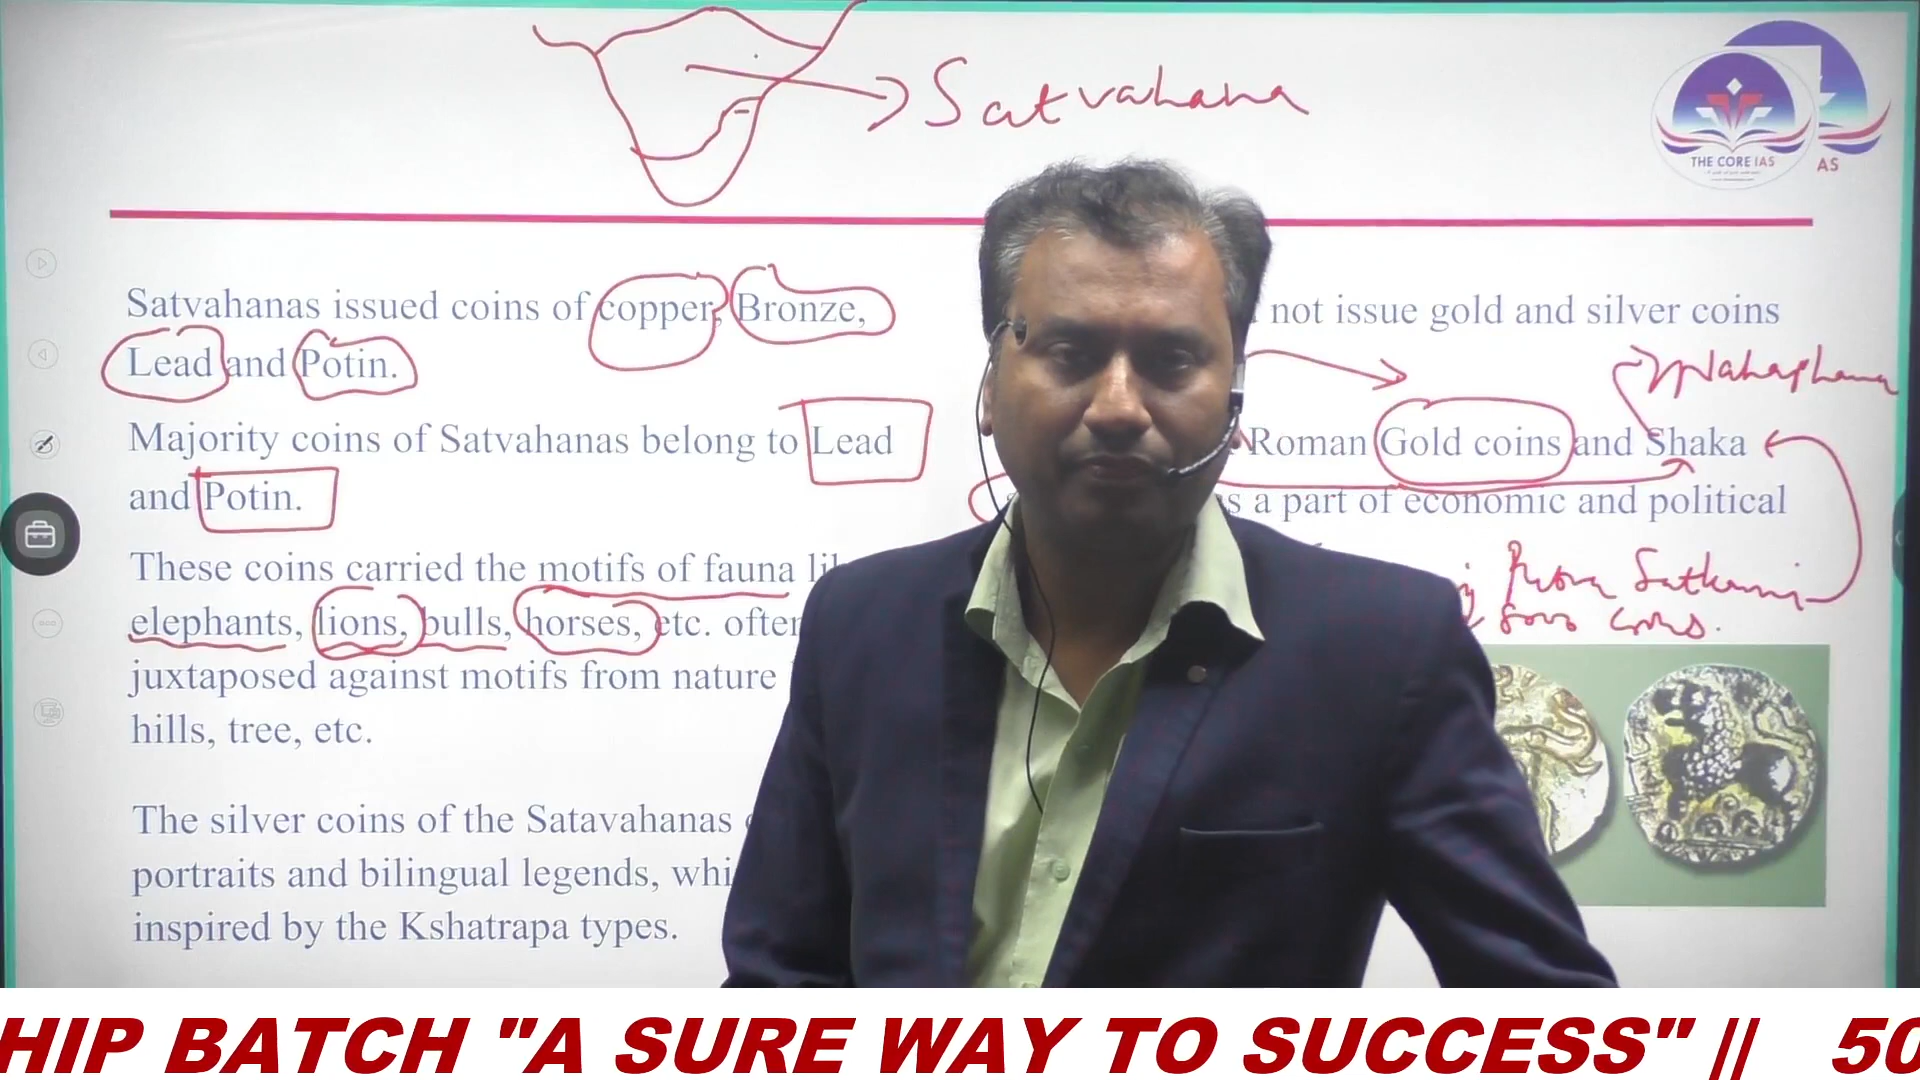 Satvahana
THE CORE IAS
AS
Satvahanas issued coins of copper, Bronze,
Lead and Potin.
Majority coins of Satvahanas belong to Lead
and Potin.
These coins carried the motifs of fauna
elephants, lions, bulls, horses, etc. often
juxtaposed against motifs from nature
hills, tree, etc.
The silver coins of the Satavahanas
portraits and bilingual legends,
inspired by the Kshatrapa types.
not issue gold and silver coins
Nahaphana
Roman Gold coins and Shaka
a part of economic and political
Satkarni
coins.
HIP BATCH "A SURE WAY TO SUCCESS" || 50